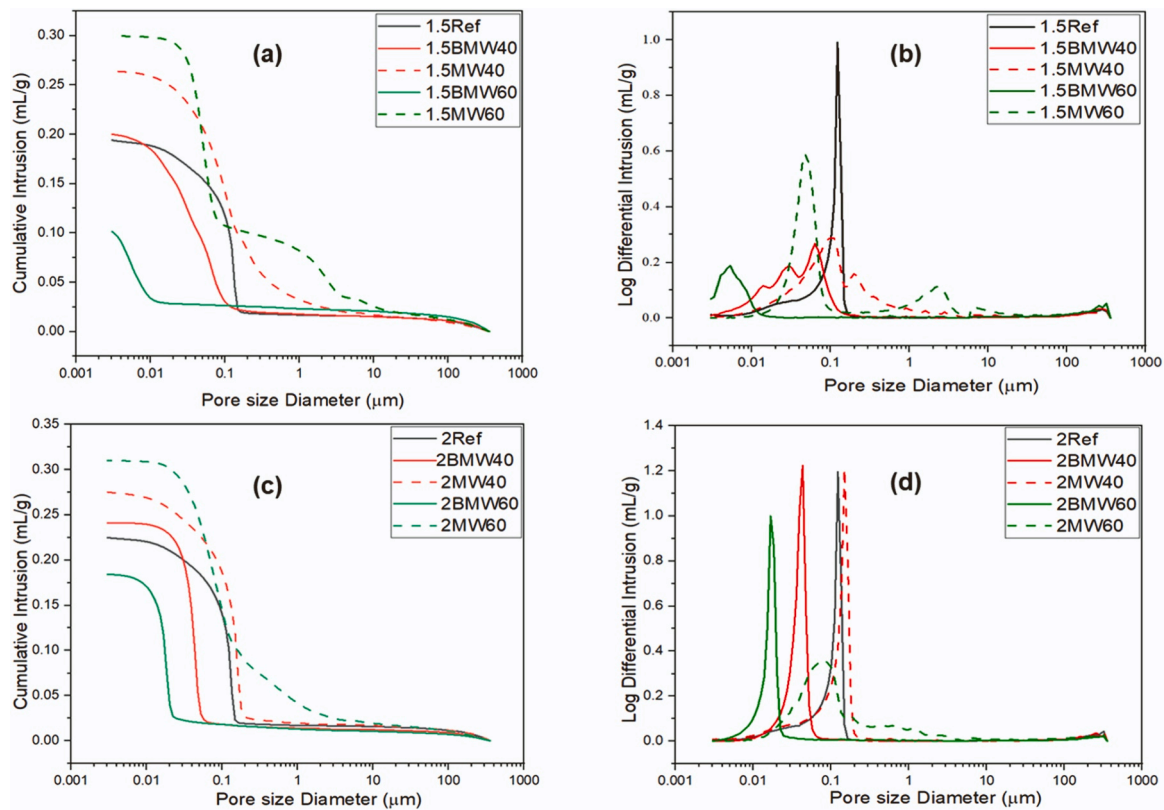 (a)
Cumulative Intrusion (mL/g)
0.30
0.25
0.20
0.15
0.10
0.05
0.00
1.5Ref
1.5BMW40
1.5MW40
1.5BMW60
1.5MW60
0.001 0.01 0.1 1 10 100 1000
Pore size Diameter (μm)
(b)
Log Differential Intrusion (mL/g)
1.0
0.8
0.6
0.4
0.2
0.0
1.5Ref
1.5BMW40
1.5MW40
1.5BMW60
1.5MW60
0.001 0.01 0.1 1 10 100 1000
Pore size Diameter (μm)
(c)
Cumulative Intrusion (mL/g)
0.35
0.30
0.25
0.20
0.15
0.10
0.05
0.00
2Ref
2BMW40
2MW40
2BMW60
2MW60
0.001 0.01 0.1 1 10 100 1000
Pore size Diameter (μm)
(d)
Log Differential Intrusion (mL/g)
1.4
1.2
1.0
0.8
0.6
0.4
0.2
0.0
2Ref
2BMW40
2MW40
2BMW60
2MW60
0.001 0.01 0.1 1 10 100 1000
Pore size Diameter (μm)